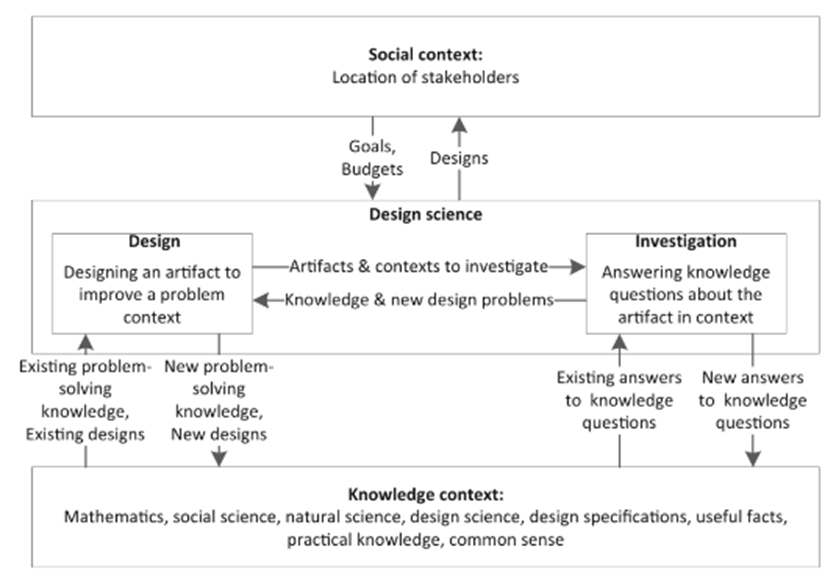 Social context:
Location of stakeholders
Goals,
Budgets
Designs
Design science
Design
Designing an artifact to
improve a problem
context
Artifacts & contexts to investigate
Knowledge & new design problems
Investigation
Answering knowledge
questions about the
artifact in context
Existing problem-
solving
knowledge,
Existing designs
New problem-
solving
knowledge,
New designs
Existing answers
to knowledge
questions
New answers
to knowledge
questions
Knowledge context:
Mathematics, social science, natural science, design science, design specifications, useful facts,
practical knowledge, common sense